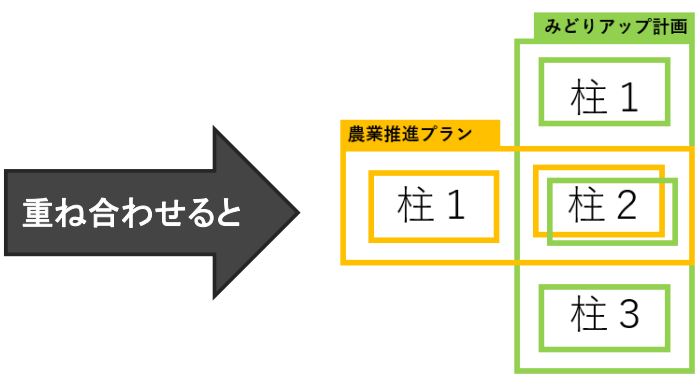 みどりアップ計画
柱１
農業推進プラン
重ね合わせると
柱１
柱２
柱３